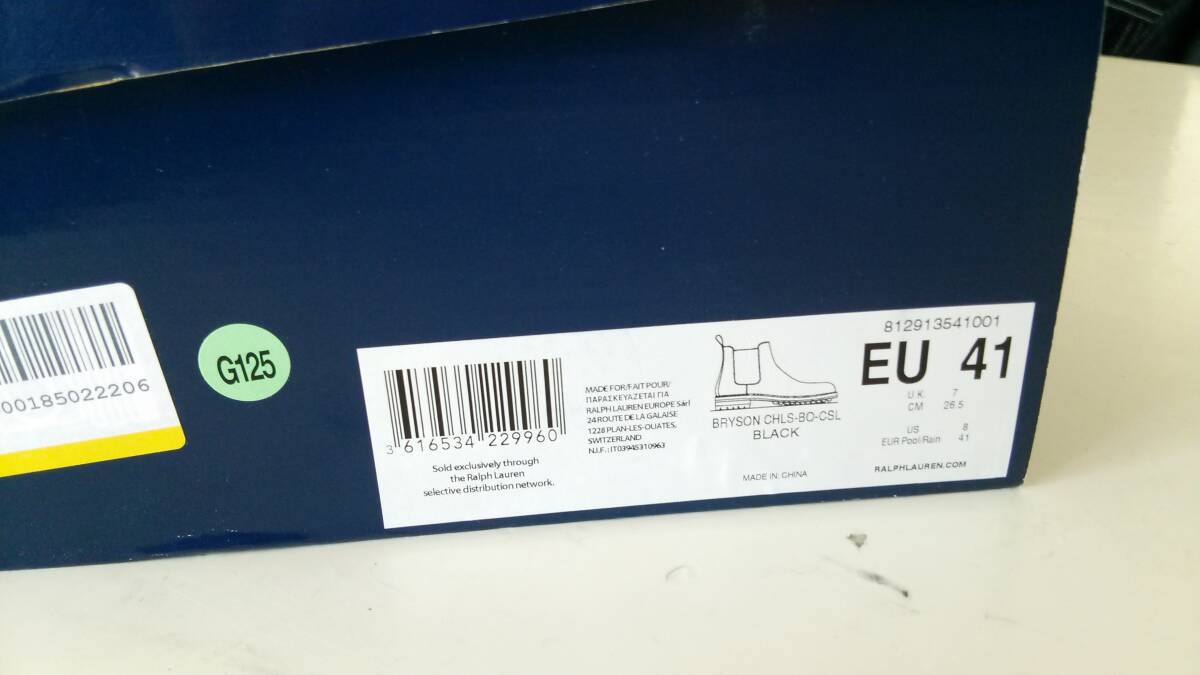 00185022206
G125
3 616534 229960
Sold exclusively through
the Ralph Lauren
selective distribution network.
MADE FOR/FAIT POUR/
ΠΑΡΑΣΚΕΥΑΖΕΤΑΙ ΓΙΑ
RALPH LAUREN EUROPE Sàrl
24 ROUTE DE LA GALAISE
1228 PLAN-LES-OUATES,
SWITZERLAND
N.I.F.: IT03945310963
BRYSON CHLS-BO-CSL
BLACK
MADE IN: CHINA
812913541001
EU 41
U.K. 7
CM 26.5
US 8
EUR Pool/Rain 41
RALPHLAUREN.COM